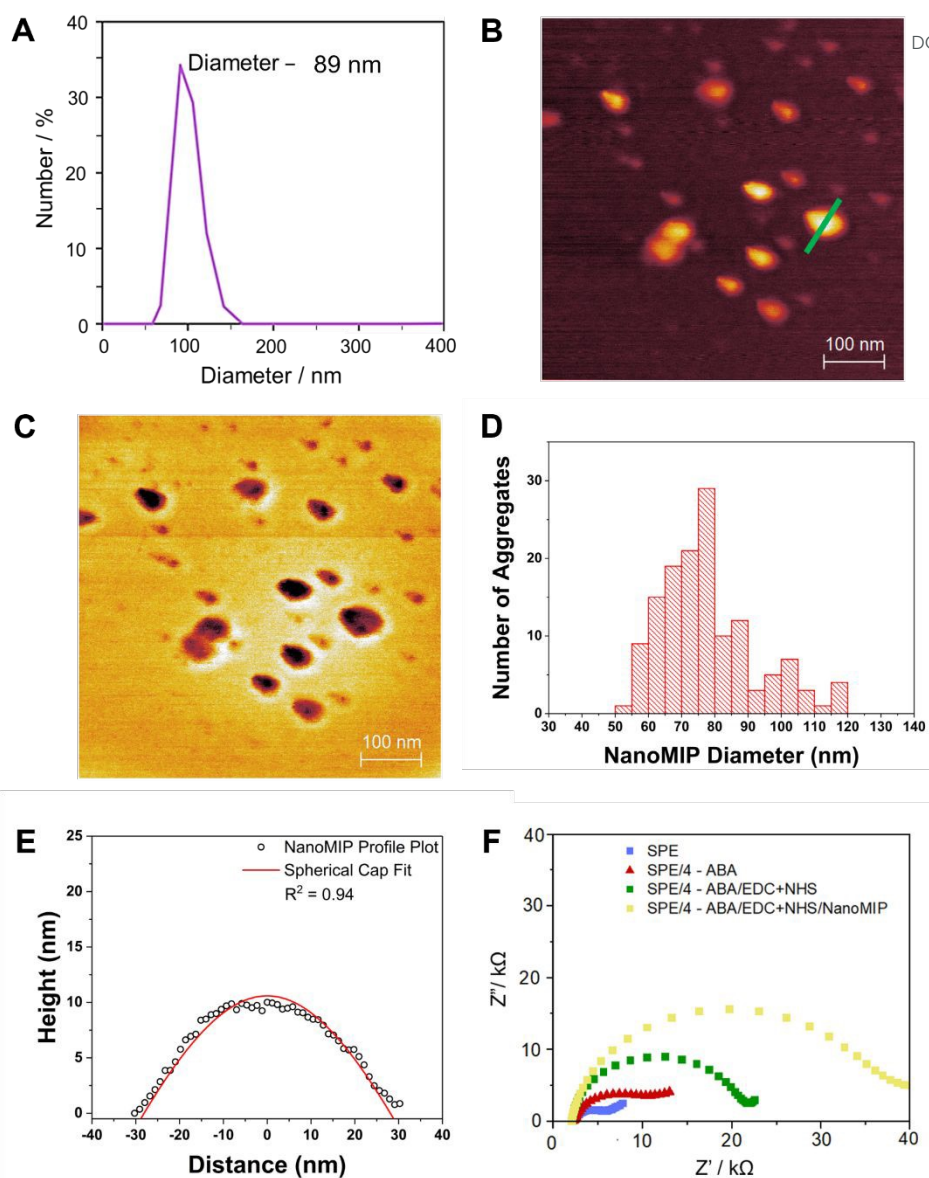 A
40
30
20
10
0
0
100
200
300
400
Number / %
Diameter / nm
Diameter – 89 nm
B
DO
100 nm
C
100 nm
D
30
20
10
0
30 40 50 60 70 80 90 100 110 120 130 140
Number of Aggregates
NanoMIP Diameter (nm)
E
25
20
15
10
5
0
-40 -30 -20 -10 0 10 20 30 40
Height (nm)
Distance (nm)
NanoMIP Profile Plot
Spherical Cap Fit
R² = 0.94
F
40
30
20
10
0
0 10 20 30 40
Z'' / kΩ
Z' / kΩ
SPE
SPE/4 - ABA
SPE/4 - ABA/EDC+NHS
SPE/4 - ABA/EDC+NHS/NanoMIP